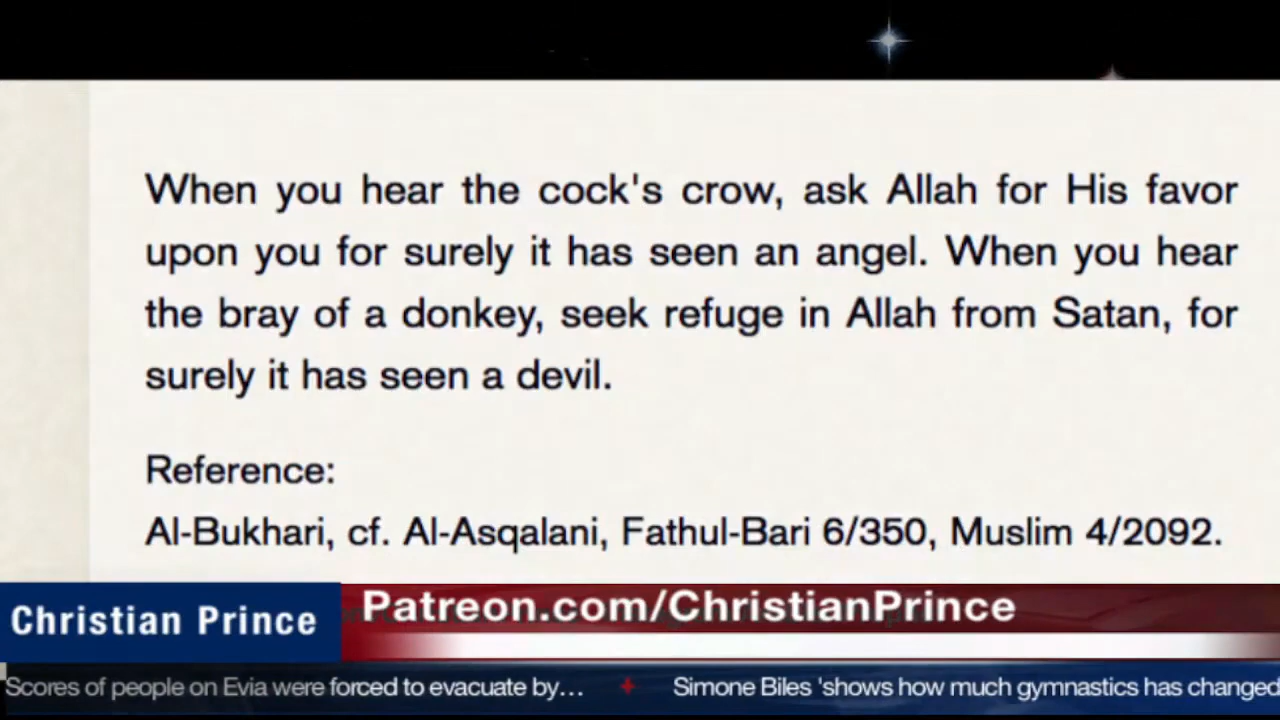 When you hear the cock's crow, ask Allah for His favor
upon you for surely it has seen an angel. When you hear
the bray of a donkey, seek refuge in Allah from Satan, for
surely it has seen a devil.
Reference:
Al-Bukhari, cf. Al-Asqalani, Fathul-Bari 6/350, Muslim 4/2092.
Christian Prince
Patreon.com/ChristianPrince
Scores of people on Evia were forced to evacuate by... Simone Biles 'shows how much gymnastics has changed